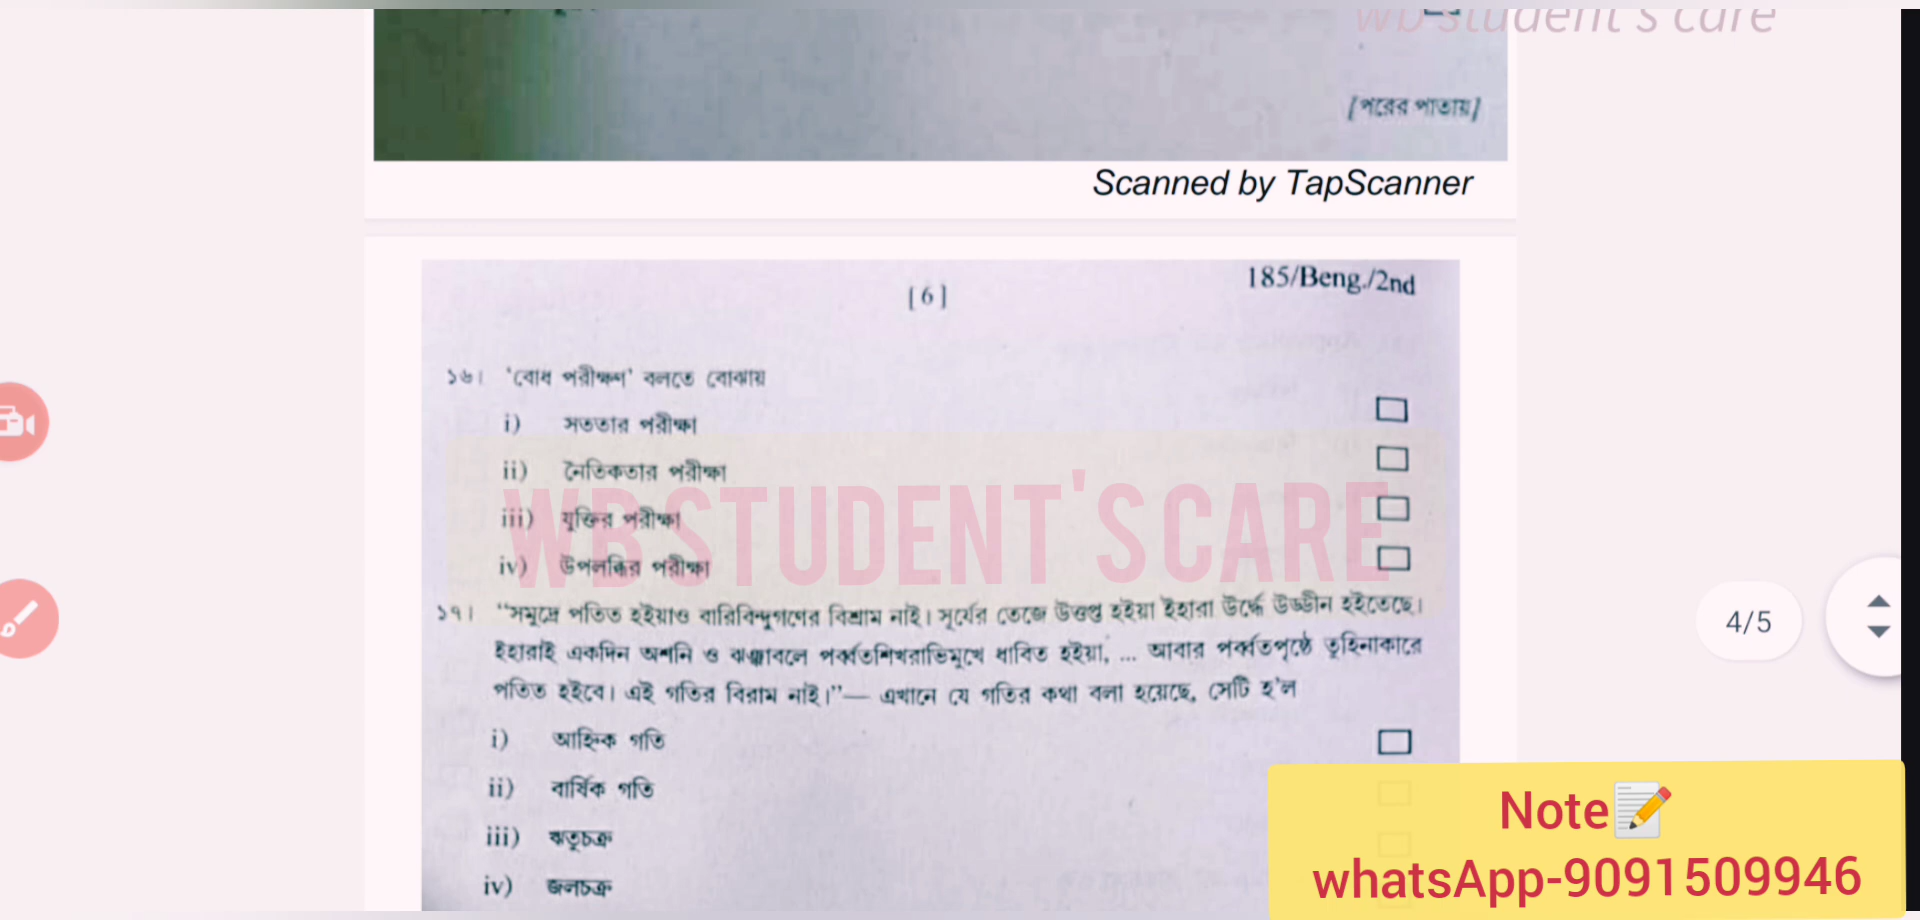 wb student's care
[পরের পাতায়]
Scanned by TapScanner
[6]
185/Beng./2nd
১৬। ‘বোধ পরীক্ষণ’ বলতে বোঝায়
i) সততার পরীক্ষা
ii) নৈতিকতার পরীক্ষা
iii) যুক্তির পরীক্ষা
iv) উপলব্ধির পরীক্ষা
WB STUDENT'S CARE
১৭। “সমুদ্রে পতিত হইয়াও বারিবিন্দুগণের বিশ্রাম নাই। সূর্যের তেজে উত্তপ্ত হইয়া ইহারা উর্দ্ধে উড্ডীন হইতেছে।
ইহারাই একদিন অশনি ও ঝঞ্ঝাবলে পর্ব্বতশিখরাভিমুখে ধাবিত হইয়া, ... আবার পর্ব্বতপৃষ্ঠে তুহিনাকারে
পতিত হইবে। এই গতির বিরাম নাই।”— এখানে যে গতির কথা বলা হয়েছে, সেটি হ’ল
i) আহ্নিক গতি
ii) বার্ষিক গতি
iii) ঋতুচক্র
iv) জলচক্র
4/5
Note
whatsApp-9091509946